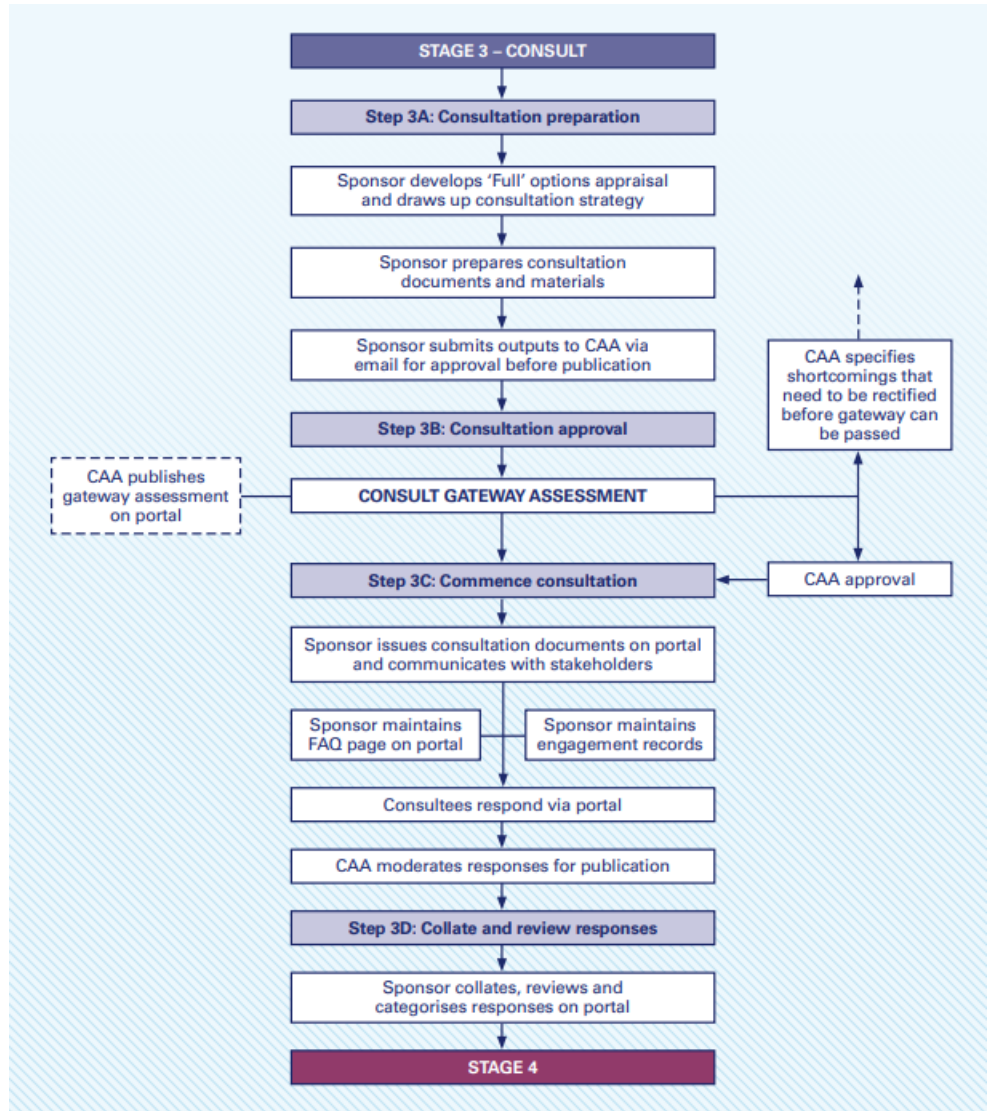 STAGE 3 – CONSULT
Step 3A: Consultation preparation
Sponsor develops ‘Full’ options appraisal
and draws up consultation strategy
Sponsor prepares consultation
documents and materials
Sponsor submits outputs to CAA via
email for approval before publication
CAA specifies
shortcomings that
need to be rectified
before gateway can
be passed
Step 3B: Consultation approval
CAA publishes
gateway assessment
on portal
CONSULT GATEWAY ASSESSMENT
Step 3C: Commence consultation
CAA approval
Sponsor issues consultation documents on portal
and communicates with stakeholders
Sponsor maintains
FAQ page on portal
Sponsor maintains
engagement records
Consultees respond via portal
CAA moderates responses for publication
Step 3D: Collate and review responses
Sponsor collates, reviews and
categorises responses on portal
STAGE 4